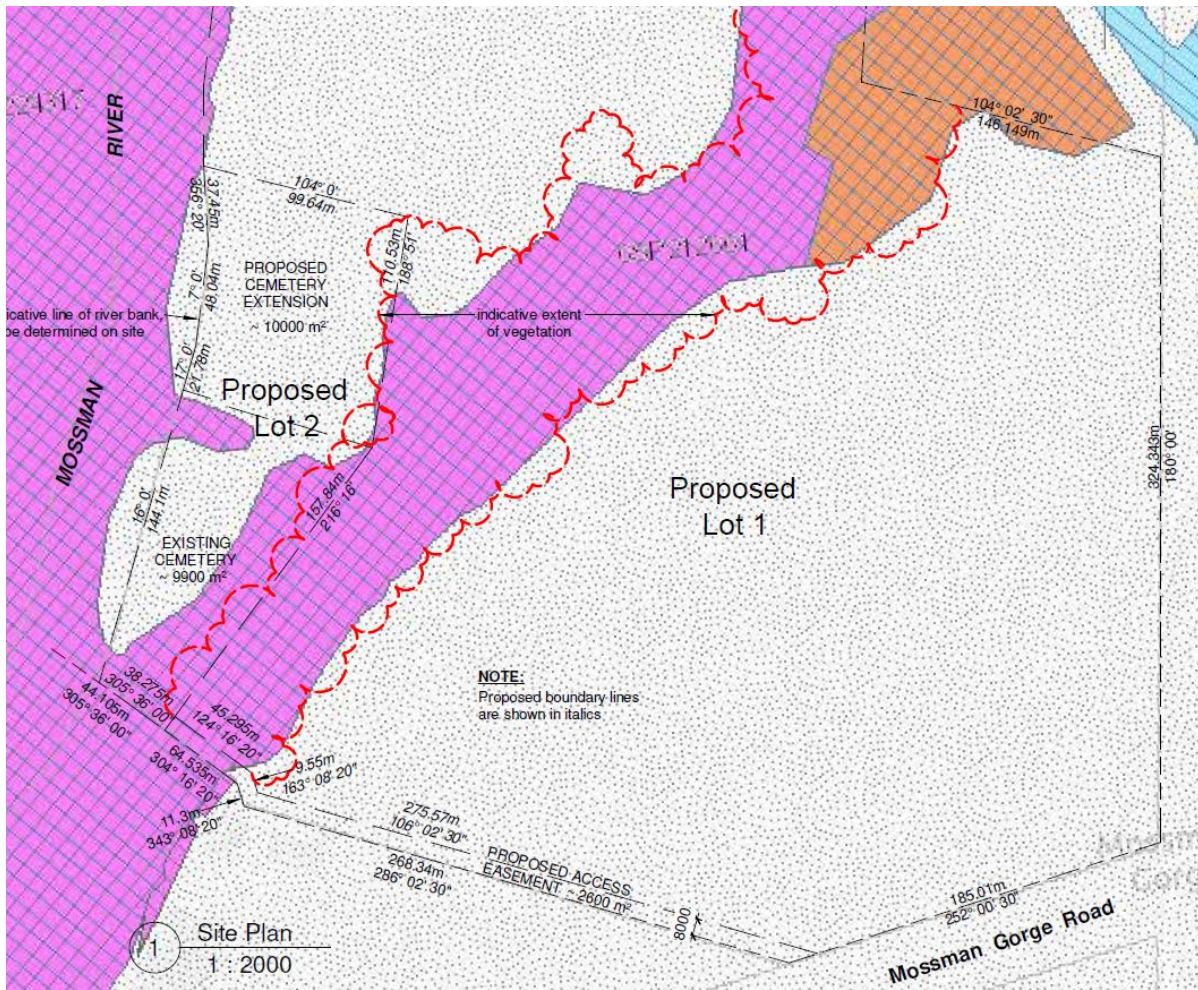 RIVER
104° 02' 30"
146.149m
104° 0'
99.64m
37.45m
356° 20'
110.53m
188° 51'
PROPOSED
CEMETERY
EXTENSION
~ 10000 m²
7° 0'
48.04m
icative line of river bank,
be determined on site
indicative extent
of vegetation
17° 0'
21.78m
Proposed
Lot 2
MOSSMAN
324.343m
180° 00'
Proposed
Lot 1
157.84m
216° 16'
16° 0'
144.1m
EXISTING
CEMETERY
~ 9900 m²
NOTE:
Proposed boundary lines
are shown in italics
38.275m
305° 36' 00"
44.105m
305° 36' 00"
45.295m
124° 16' 20"
64.535m
304° 16' 20"
9.55m
163° 08' 20"
11.3m
343° 08' 20"
275.57m
106° 02' 30"
268.34m
286° 02' 30"
PROPOSED ACCESS
EASEMENT ~ 2600 m²
8000
185.01m
252° 00' 30"
Mossman Gorge Road
1
Site Plan
1 : 2000